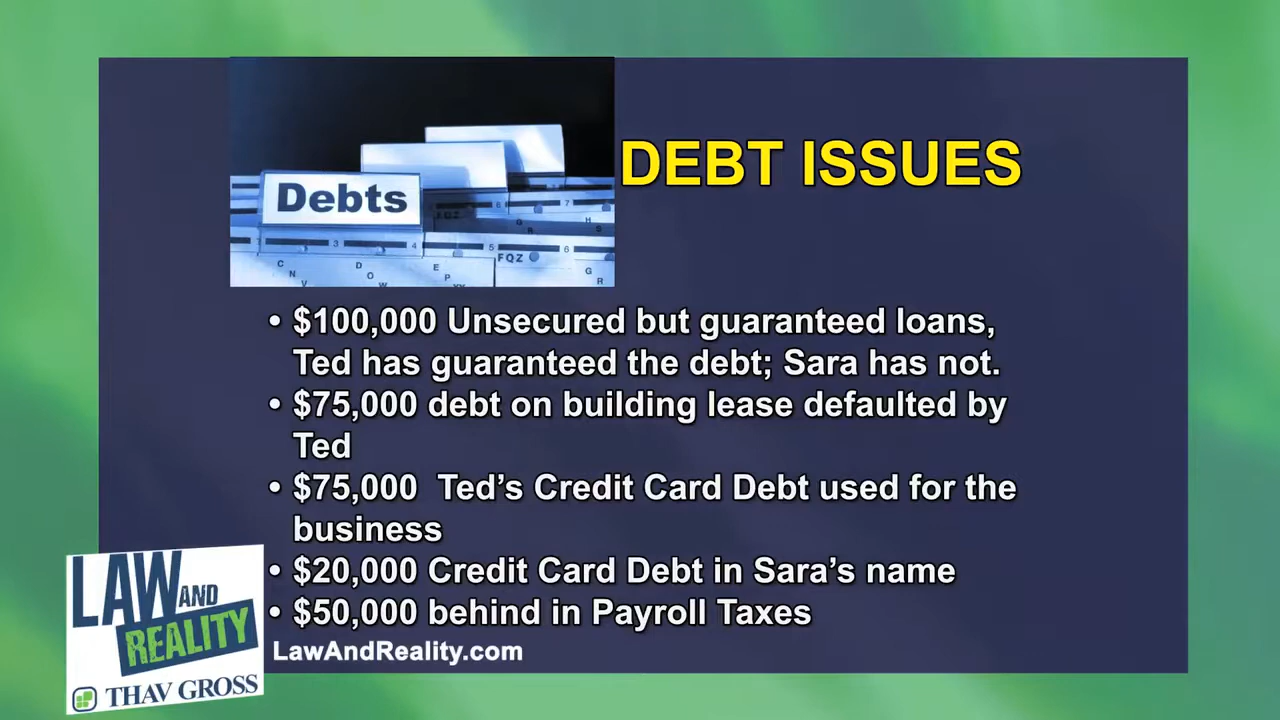 Debts
FQZ
DEBT ISSUES
• $100,000 Unsecured but guaranteed loans,
Ted has guaranteed the debt; Sara has not.
• $75,000 debt on building lease defaulted by
Ted
• $75,000 Ted's Credit Card Debt used for the
business
• $20,000 Credit Card Debt in Sara's name
• $50,000 behind in Payroll Taxes
LawAndReality.com
LAW AND
REALITY
THAV GROSS